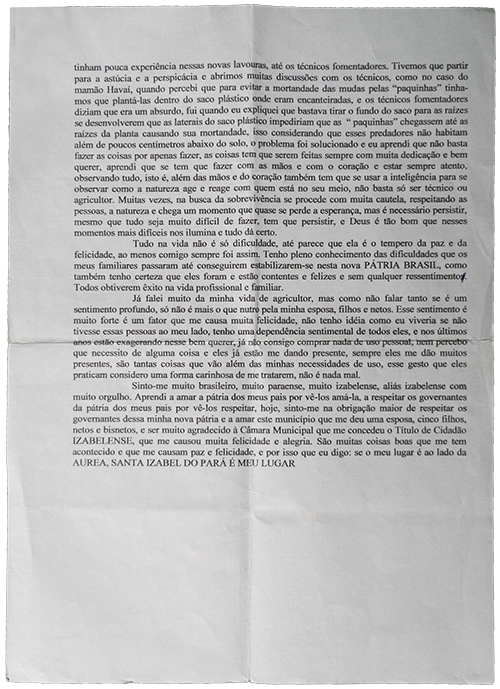 tinham pouca experiência nessas novas lavouras, até os técnicos fomentadores. Tivemos que partir
para a astúcia e a perspicácia e abrimos muitas discussões com os técnicos, como no caso do
mamão Havaí, quando percebi que para evitar a mortandade das mudas pelas "paquinhas" tinha-
mos que plantá-las dentro do saco plástico onde eram encanteiradas, e os técnicos fomentadores
diziam que era um absurdo, fui quando eu expliquei que bastava tirar o fundo do saco para as raízes
se desenvolverem que as laterais do saco plástico impediriam que as " paquinhas" chegassem até as
raízes da planta causando sua mortandade, isso considerando que esses predadores não habitam
além de poucos centímetros abaixo do solo, o problema foi solucionado e eu aprendi que não basta
fazer as coisas por apenas fazer, as coisas tem que serem feitas sempre com muita dedicação e bem
querer, aprendi que se tem que fazer com as mãos e com o coração e estar sempre atento,
observando tudo, isto é, além das mãos e do coração também tem que se usar a inteligência para se
observar como a natureza age e reage com quem está no seu meio, não basta só ser técnico ou
agricultor. Muitas vezes, na busca da sobrevivência se procede com muita cautela, respeitando as
pessoas, a natureza e chega um momento que quase se perde a esperança, mas é necessário persistir,
mesmo que tudo seja muito difícil de fazer, tem que persistir, e Deus é tão bom que nesses
momentos mais difíceis nos ilumina e tudo dá certo.
Tudo na vida não é só dificuldade, até parece que ela é o tempero da paz e da
felicidade, ao menos comigo sempre foi assim. Tenho pleno conhecimento das dificuldades que os
meus familiares passaram até conseguirem estabilizarem-se nesta nova PÁTRIA BRASIL, como
também tenho certeza que eles foram e estão contentes e felizes e sem qualquer ressentimento.
Todos obtiverem êxito na vida profissional e familiar.
Já falei muito da minha vida de agricultor, mas como não falar tanto se é um
sentimento profundo, só não é mais o que nutro pela minha esposa, filhos e netos. Esse sentimento é
muito forte é um fator que me causa muita felicidade, não tenho idéia como eu viveria se não
tivesse essas pessoas ao meu lado, tenho uma dependência sentimental de todos eles, e nos últimos
anos estão exagerando nesse bem querer, já não consigo comprar nada de uso pessoal, nem percebo
que necessito de alguma coisa e eles já estão me dando presente, sempre eles me dão muitos
presentes, são tantas coisas que vão além das minhas necessidades de uso, esse gesto que eles
praticam considero uma forma carinhosa de me tratarem, não é nada mal.
Sinto-me muito brasileiro, muito paraense, muito izabelense, aliás izabelense com
muito orgulho. Aprendi a amar a pátria dos meus pais por vê-los amá-la, a respeitar os governantes
da pátria dos meus pais por vê-los respeitar, hoje, sinto-me na obrigação maior de respeitar os
governantes dessa minha nova pátria e a amar este município que me deu uma esposa, cinco filhos,
netos e bisnetos, e ser muito agradecido à Câmara Municipal que me concedeu o Título de Cidadão
IZABELENSE, que me causou muita felicidade e alegria. São muitas coisas boas que me tem
acontecido e que me causam paz e felicidade, e por isso que eu digo: se o meu lugar é ao lado da
AUREA, SANTA IZABEL DO PARÁ É MEU LUGAR